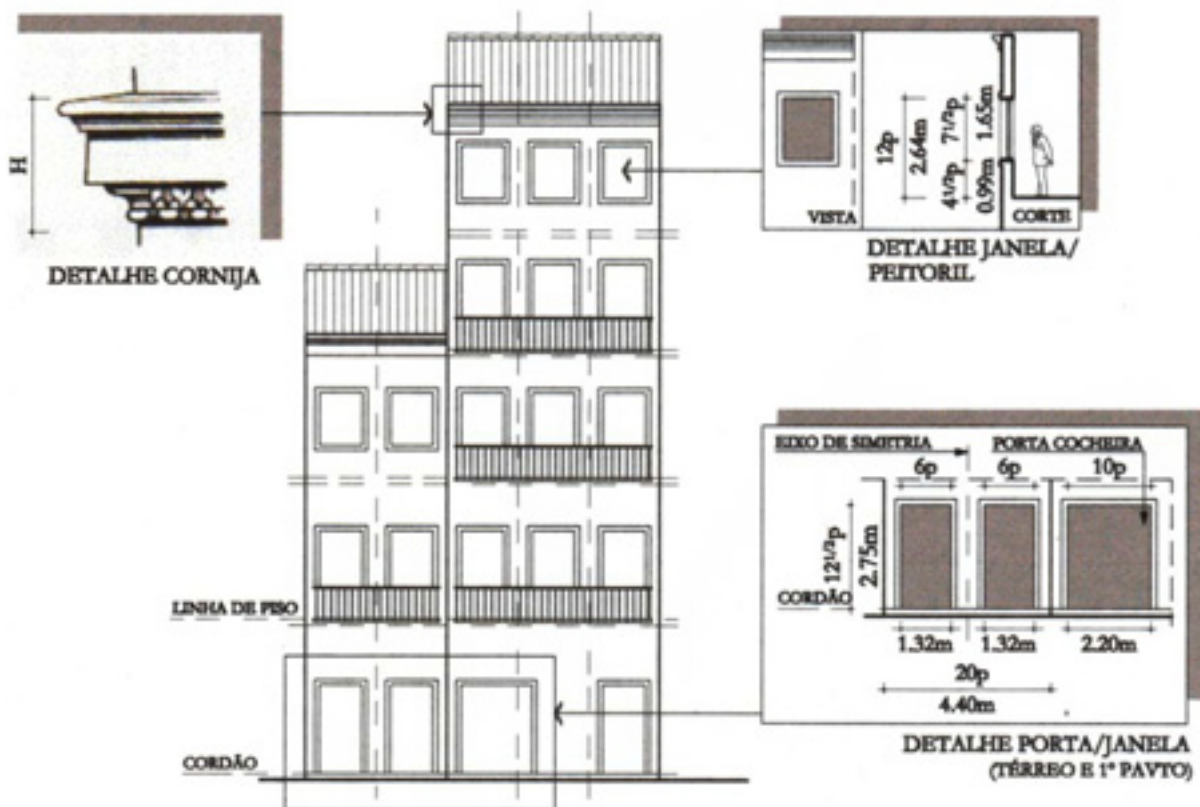 H
DETALHE CORNIJA
12p
2.64m
7 1/2p
1.65m
4 1/2p
0.99m
VISTA
CORTE
DETALHE JANELA/
PEITORIL
LINHA DE PISO
CORDÃO
EIXO DE SIMETRIA
PORTA COCHEIRA
6p
6p
10p
12 1/2p
2.75m
CORDÃO
1.32m
1.32m
2.20m
20p
4.40m
DETALHE PORTA/JANELA
(TÉRREO E 1º PAVTO)